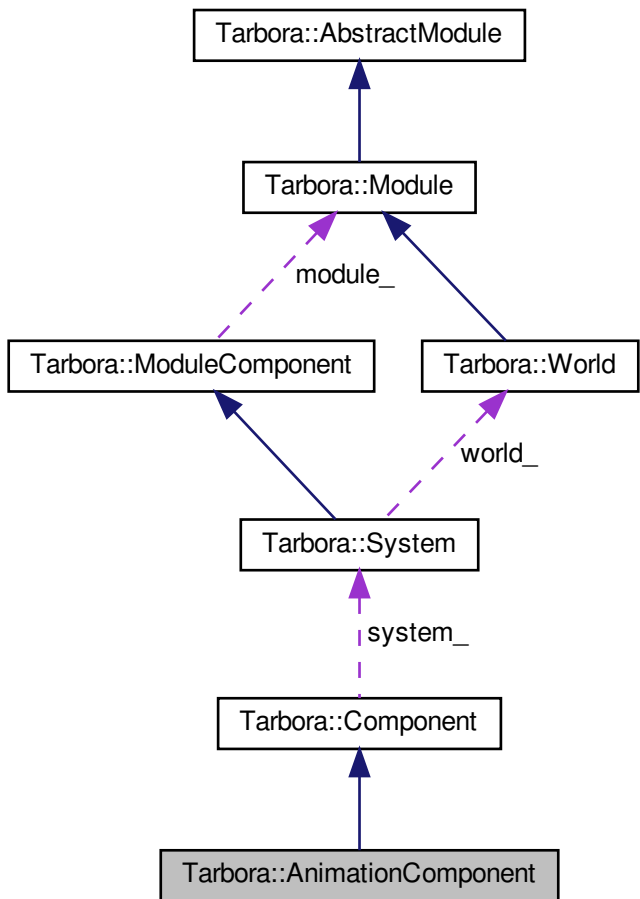 Tarbora::AbstractModule
Tarbora::Module
module_
Tarbora::ModuleComponent
Tarbora::World
world_
Tarbora::System
system_
Tarbora::Component
Tarbora::AnimationComponent